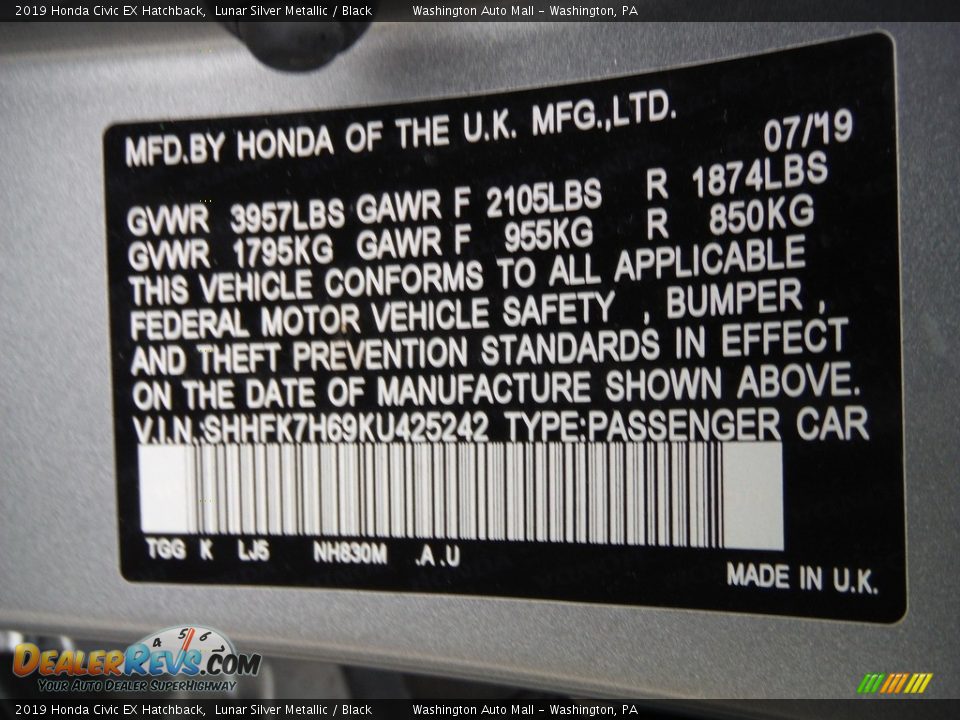 2019 Honda Civic EX Hatchback, Lunar Silver Metallic / Black Washington Auto Mall - Washington, PA
MFD.BY HONDA OF THE U.K. MFG.,LTD.
07/19
GVWR 3957LBS GAWR F 2105LBS R 1874LBS
GVWR 1795KG GAWR F 955KG R 850KG
THIS VEHICLE CONFORMS TO ALL APPLICABLE
FEDERAL MOTOR VEHICLE SAFETY , BUMPER ,
AND THEFT PREVENTION STANDARDS IN EFFECT
ON THE DATE OF MANUFACTURE SHOWN ABOVE.
V.I.N.:SHHFK7H69KU425242 TYPE:PASSENGER CAR
TGG K LJ5 NH830M .A .U
MADE IN U.K.
4 5 6 7
DEALERREVS.COM
YOUR AUTO DEALER SUPERHIGHWAY
2019 Honda Civic EX Hatchback, Lunar Silver Metallic / Black Washington Auto Mall - Washington, PA